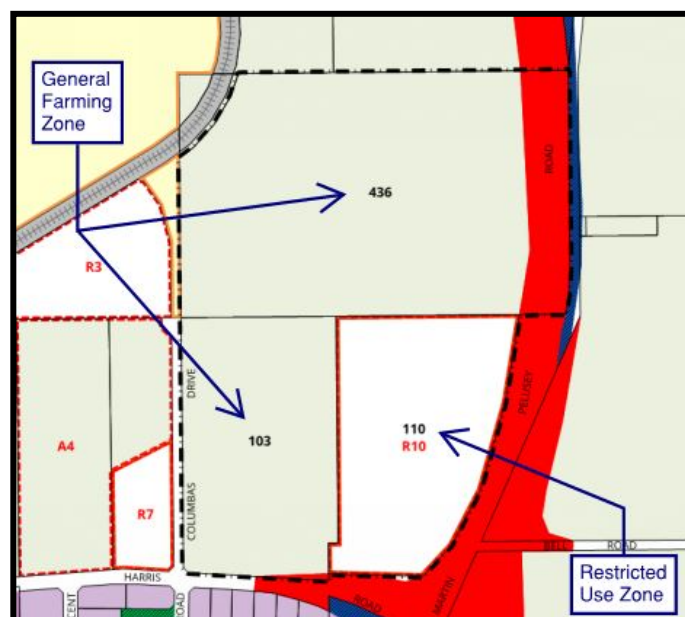 General
Farming
Zone
436
ROAD
R3
DRIVE
PELUSEY
110
R10
A4
103
R7
COLUMBAS
BELL ROAD
HARRIS
Restricted
Use Zone
CENT
ROAD
ROAD
MARTIN